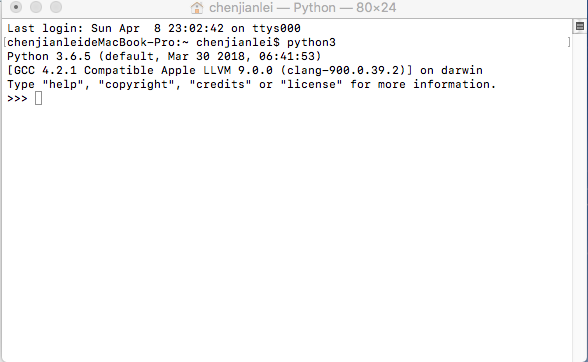 chenjianlei — Python — 80×24
Last login: Sun Apr  8 23:02:42 on ttys000
[chenjianleideMacBook-Pro:~ chenjianlei$ python3                                ]
Python 3.6.5 (default, Mar 30 2018, 06:41:53)
[GCC 4.2.1 Compatible Apple LLVM 9.0.0 (clang-900.0.39.2)] on darwin
Type "help", "copyright", "credits" or "license" for more information.
>>>